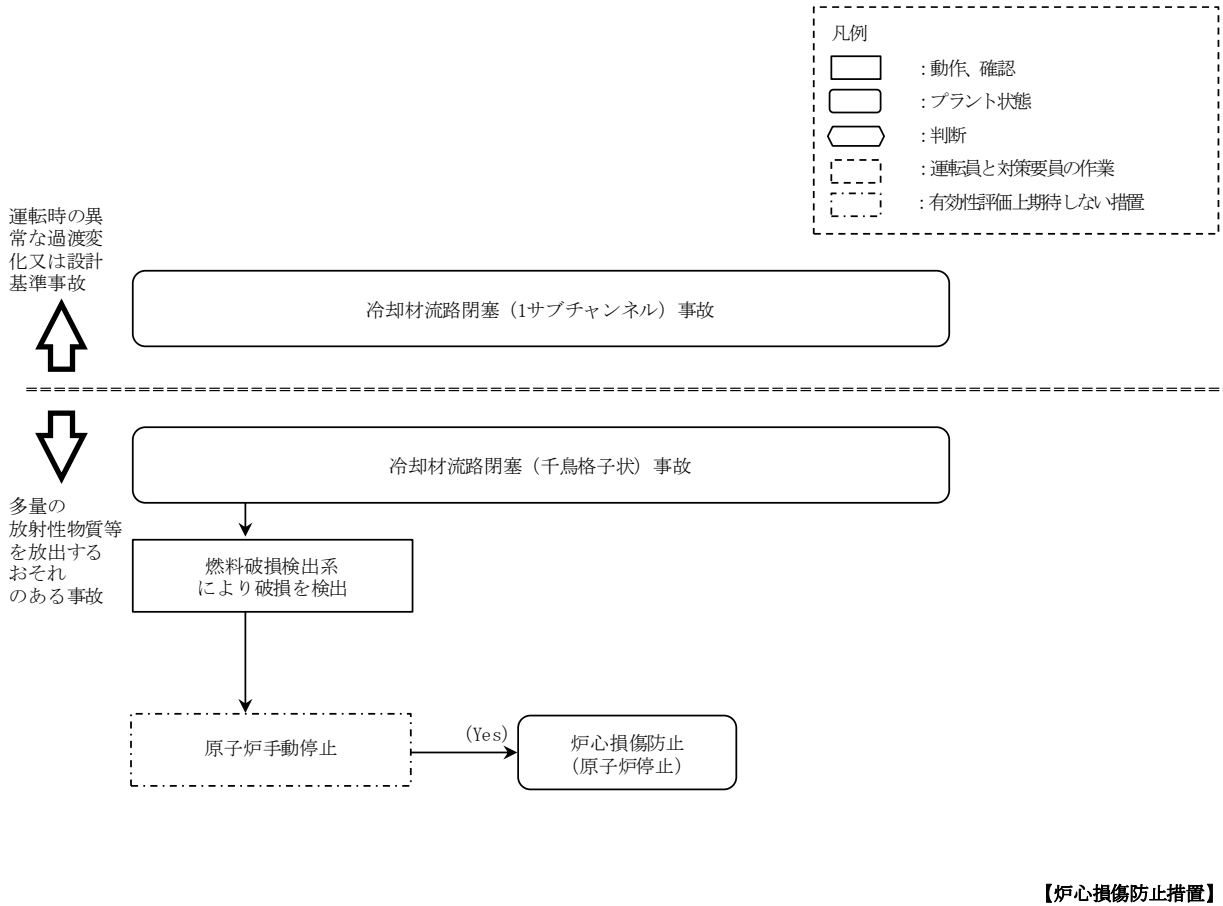 凡例
：動作、確認
：プラント状態
：判断
：運転員と対策要員の作業
：有効性評価上期待しない措置
運転時の異
常な過渡変
化又は設計
基準事故
冷却材流路閉塞（1サブチャンネル）事故
冷却材流路閉塞（千鳥格子状）事故
多量の
放射性物質等
を放出する
おそれ
のある事故
燃料破損検出系
により破損を検出
原子炉手動停止
(Yes)
炉心損傷防止
（原子炉停止）
【炉心損傷防止措置】